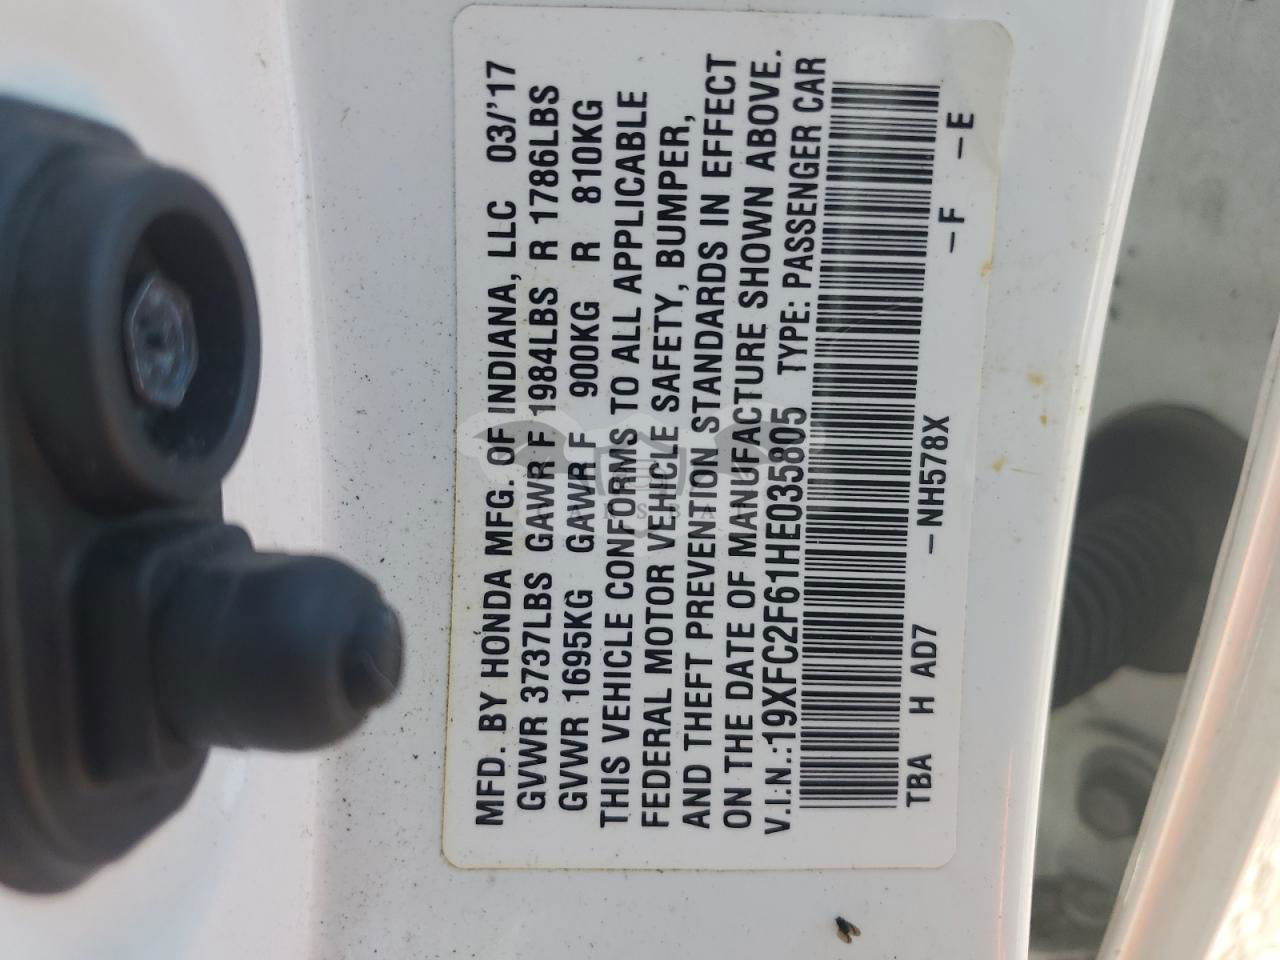 MFD. BY HONDA MFG. OF INDIANA, LLC 03/'17
GVWR 3737LBS GAWR F 1984LBS R 1786LBS
GVWR 1695KG GAWR F 900KG R 810KG
THIS VEHICLE CONFORMS TO ALL APPLICABLE
FEDERAL MOTOR VEHICLE SAFETY, BUMPER,
AND THEFT PREVENTION STANDARDS IN EFFECT
ON THE DATE OF MANUFACTURE SHOWN ABOVE.
V.I.N.:19XFC2F61HE035805 TYPE: PASSENGER CAR
TBA H AD7 -NH578X -F -E
CARSBAT